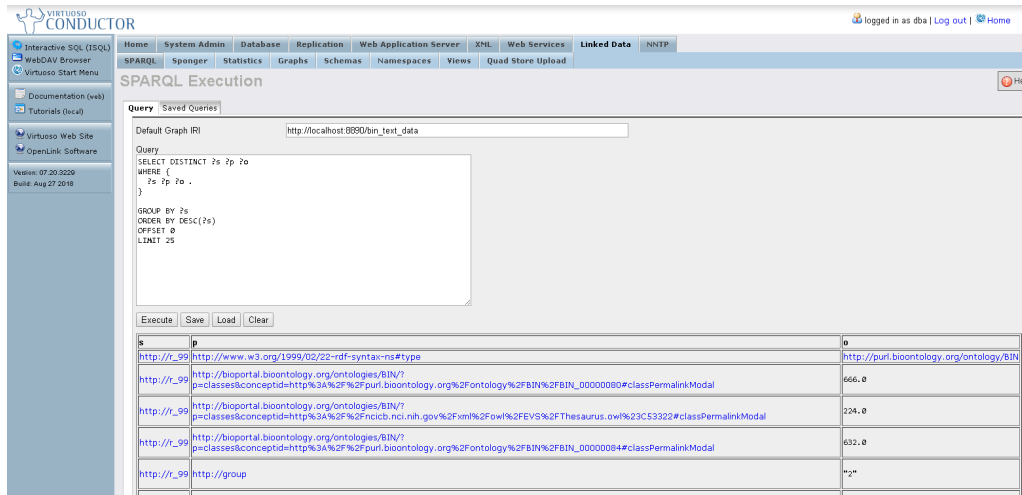 VIRTUOSO
CONDUCTOR
logged in as dba | Log out | Home
Interactive SQL (ISQL)
WebDAV Browser
Virtuoso Start Menu
Documentation (web)
Tutorials (local)
Virtuoso Web Site
OpenLink Software
Version: 07.20.3229
Build: Aug 27 2018
Home System Admin Database Replication Web Application Server XML Web Services Linked Data NNTP
SPARQL Sponger Statistics Graphs Schemas Namespaces Views Quad Store Upload
SPARQL Execution
He
Query Saved Queries
Default Graph IRI http://localhost:8890/bin_text_data
Query
SELECT DISTINCT ?s ?p ?o
WHERE {
?s ?p ?o .
}
GROUP BY ?s
ORDER BY DESC(?s)
OFFSET 0
LIMIT 25
Execute Save Load Clear
s p o
http://r_99 http://www.w3.org/1999/02/22-rdf-syntax-ns#type http://purl.bioontology.org/ontology/BIN
http://r_99 http://bioportal.bioontology.org/ontologies/BIN/? 666.0
p=classes&conceptid=http%3A%2F%2Fpurl.bioontology.org%2Fontology%2FBIN%2FBIN_00000080#classPermalinkModal
http://r_99 http://bioportal.bioontology.org/ontologies/BIN/? 224.0
p=classes&conceptid=http%3A%2F%2Fncicb.nci.nih.gov%2Fxml%2Fowl%2FEVS%2FThesaurus.owl%23C53322#classPermalinkModal
http://r_99 http://bioportal.bioontology.org/ontologies/BIN/? 632.0
p=classes&conceptid=http%3A%2F%2Fpurl.bioontology.org%2Fontology%2FBIN%2FBIN_00000084#classPermalinkModal
http://r_99 http://group "2"